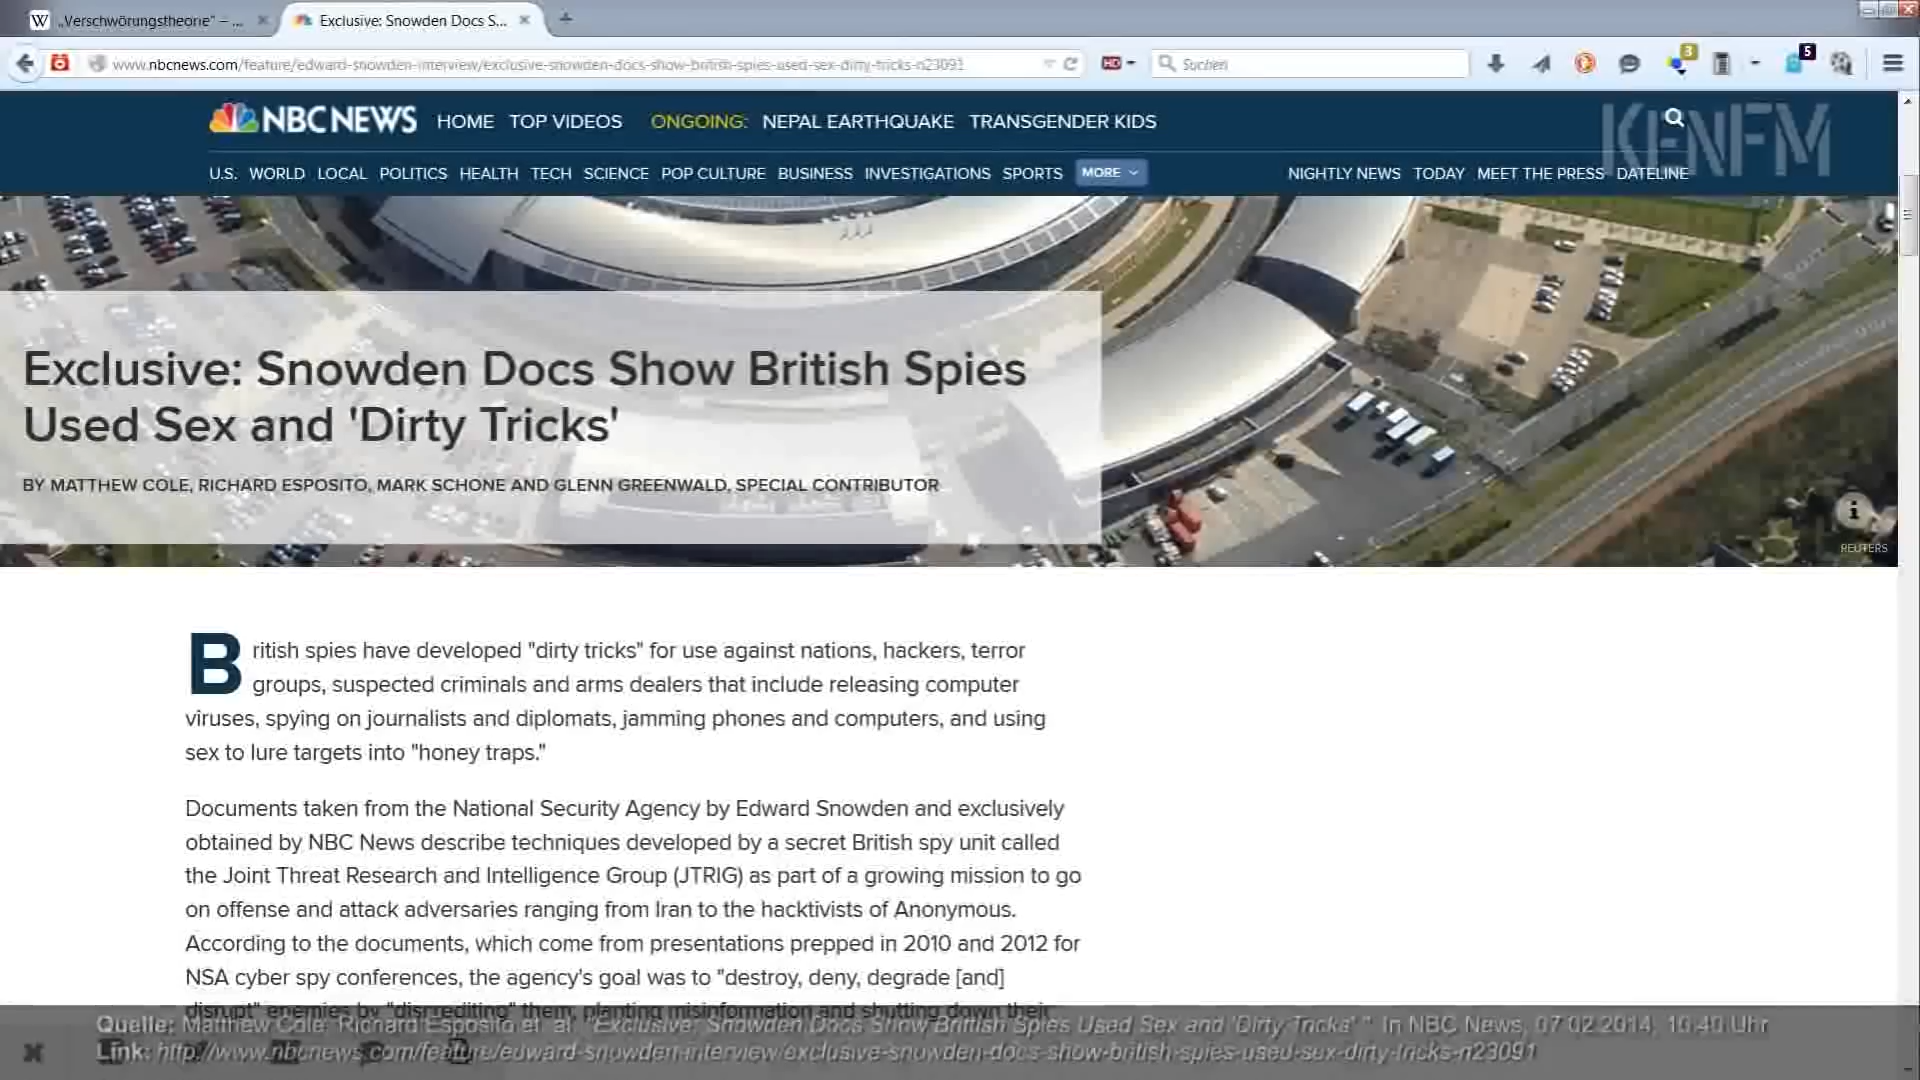 „Verschwörungstheorie" – ...
Exclusive: Snowden Docs S...
www.nbcnews.com/feature/edward-snowden-interview/exclusive-snowden-docs-show-british-spies-used-sex-dirty-tricks-n23091
HD
Suchen
3
5
NBC NEWS HOME TOP VIDEOS ONGOING: NEPAL EARTHQUAKE TRANSGENDER KIDS
KENFM
U.S. WORLD LOCAL POLITICS HEALTH TECH SCIENCE POP CULTURE BUSINESS INVESTIGATIONS SPORTS MORE NIGHTLY NEWS TODAY MEET THE PRESS DATELINE
Exclusive: Snowden Docs Show British Spies
Used Sex and 'Dirty Tricks'
BY MATTHEW COLE, RICHARD ESPOSITO, MARK SCHONE AND GLENN GREENWALD, SPECIAL CONTRIBUTOR
REUTERS
British spies have developed "dirty tricks" for use against nations, hackers, terror
groups, suspected criminals and arms dealers that include releasing computer
viruses, spying on journalists and diplomats, jamming phones and computers, and using
sex to lure targets into "honey traps."
Documents taken from the National Security Agency by Edward Snowden and exclusively
obtained by NBC News describe techniques developed by a secret British spy unit called
the Joint Threat Research and Intelligence Group (JTRIG) as part of a growing mission to go
on offense and attack adversaries ranging from Iran to the hacktivists of Anonymous.
According to the documents, which come from presentations prepped in 2010 and 2012 for
NSA cyber spy conferences, the agency's goal was to "destroy, deny, degrade [and]
disrupt" enemies by "discrediting" them, planting misinformation and shutting down their
Quelle: Matthew Cole, Richard Esposito et. al. "Exclusive: Snowden Docs Show British Spies Used Sex and 'Dirty Tricks' ". In NBC News, 07.02.2014, 10:40 Uhr
Link: http://www.nbcnews.com/feature/edward-snowden-interview/exclusive-snowden-docs-show-british-spies-used-sex-dirty-tricks-n23091